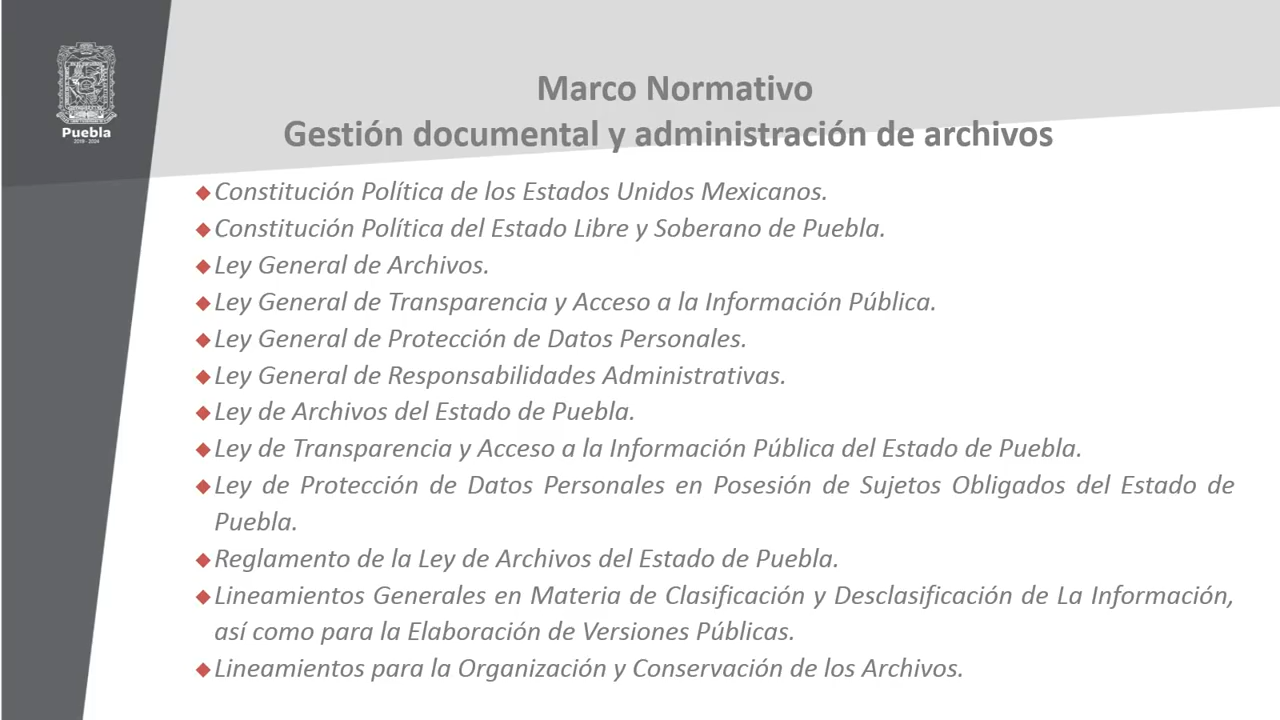 Puebla
2019 - 2024
Marco Normativo
Gestión documental y administración de archivos
Constitución Política de los Estados Unidos Mexicanos.
Constitución Política del Estado Libre y Soberano de Puebla.
Ley General de Archivos.
Ley General de Transparencia y Acceso a la Información Pública.
Ley General de Protección de Datos Personales.
Ley General de Responsabilidades Administrativas.
Ley de Archivos del Estado de Puebla.
Ley de Transparencia y Acceso a la Información Pública del Estado de Puebla.
Ley de Protección de Datos Personales en Posesión de Sujetos Obligados del Estado de
Puebla.
Reglamento de la Ley de Archivos del Estado de Puebla.
Lineamientos Generales en Materia de Clasificación y Desclasificación de La Información,
así como para la Elaboración de Versiones Públicas.
Lineamientos para la Organización y Conservación de los Archivos.